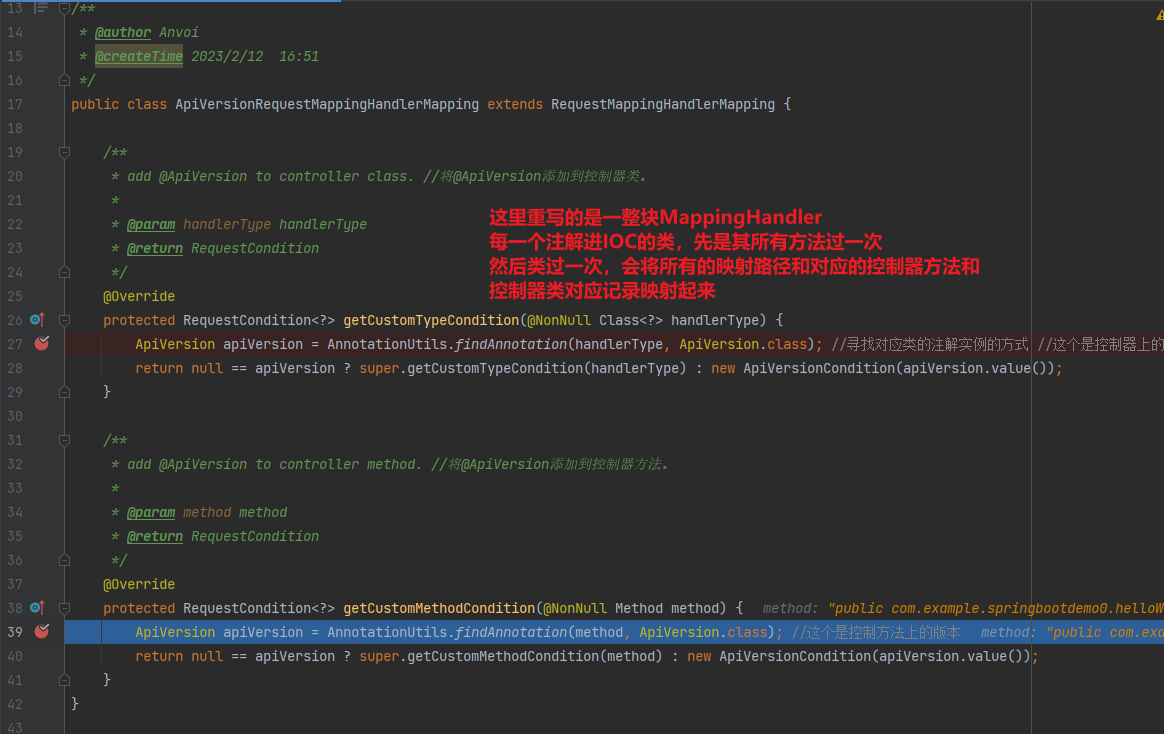 13 /**
14 * @author Anvoi
15 * @createTime 2023/2/12 16:51
16 */
17 public class ApiVersionRequestMappingHandlerMapping extends RequestMappingHandlerMapping {
18
19 /**
20 * add @ApiVersion to controller class. //将@ApiVersion添加到控制器类。
21 *
这里重写的是一整块MappingHandler
22 * @param handlerType handlerType
每一个注解进IOC的类，先是其所有方法过一次
23 * @return RequestCondition
然后类过一次，会将所有的映射路径和对应的控制器方法和
24 */
控制器类对应记录映射起来
25 @Override
26 protected RequestCondition<?> getCustomTypeCondition(@NonNull Class<?> handlerType) {
27 ApiVersion apiVersion = AnnotationUtils.findAnnotation(handlerType, ApiVersion.class); //寻找对应类的注解实例的方式 //这个是控制器上的
28 return null == apiVersion ? super.getCustomTypeCondition(handlerType) : new ApiVersionCondition(apiVersion.value());
29 }
30
31 /**
32 * add @ApiVersion to controller method. //将@ApiVersion添加到控制器方法。
33 *
34 * @param method method
35 * @return RequestCondition
36 */
37 @Override
38 protected RequestCondition<?> getCustomMethodCondition(@NonNull Method method) { method: "public com.example.springbootdemo0.helloW
39 ApiVersion apiVersion = AnnotationUtils.findAnnotation(method, ApiVersion.class); //这个是控制方法上的版本 method: "public com.exa
40 return null == apiVersion ? super.getCustomMethodCondition(method) : new ApiVersionCondition(apiVersion.value());
41 }
42 }
43